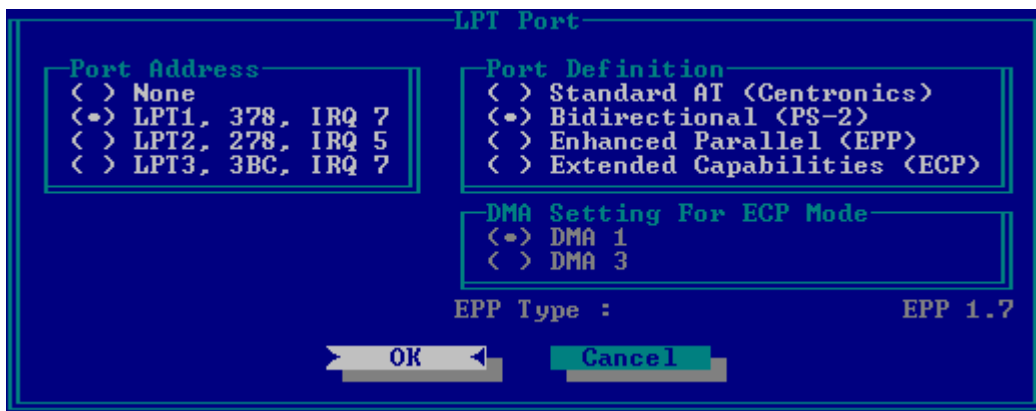 LPT Port
Port Address
( ) None
(•) LPT1, 378, IRQ 7
( ) LPT2, 278, IRQ 5
( ) LPT3, 3BC, IRQ 7
Port Definition
( ) Standard AT (Centronics)
(•) Bidirectional (PS-2)
( ) Enhanced Parallel (EPP)
( ) Extended Capabilities (ECP)
DMA Setting For ECP Mode
(•) DMA 1
( ) DMA 3
EPP Type : EPP 1.7
OK Cancel